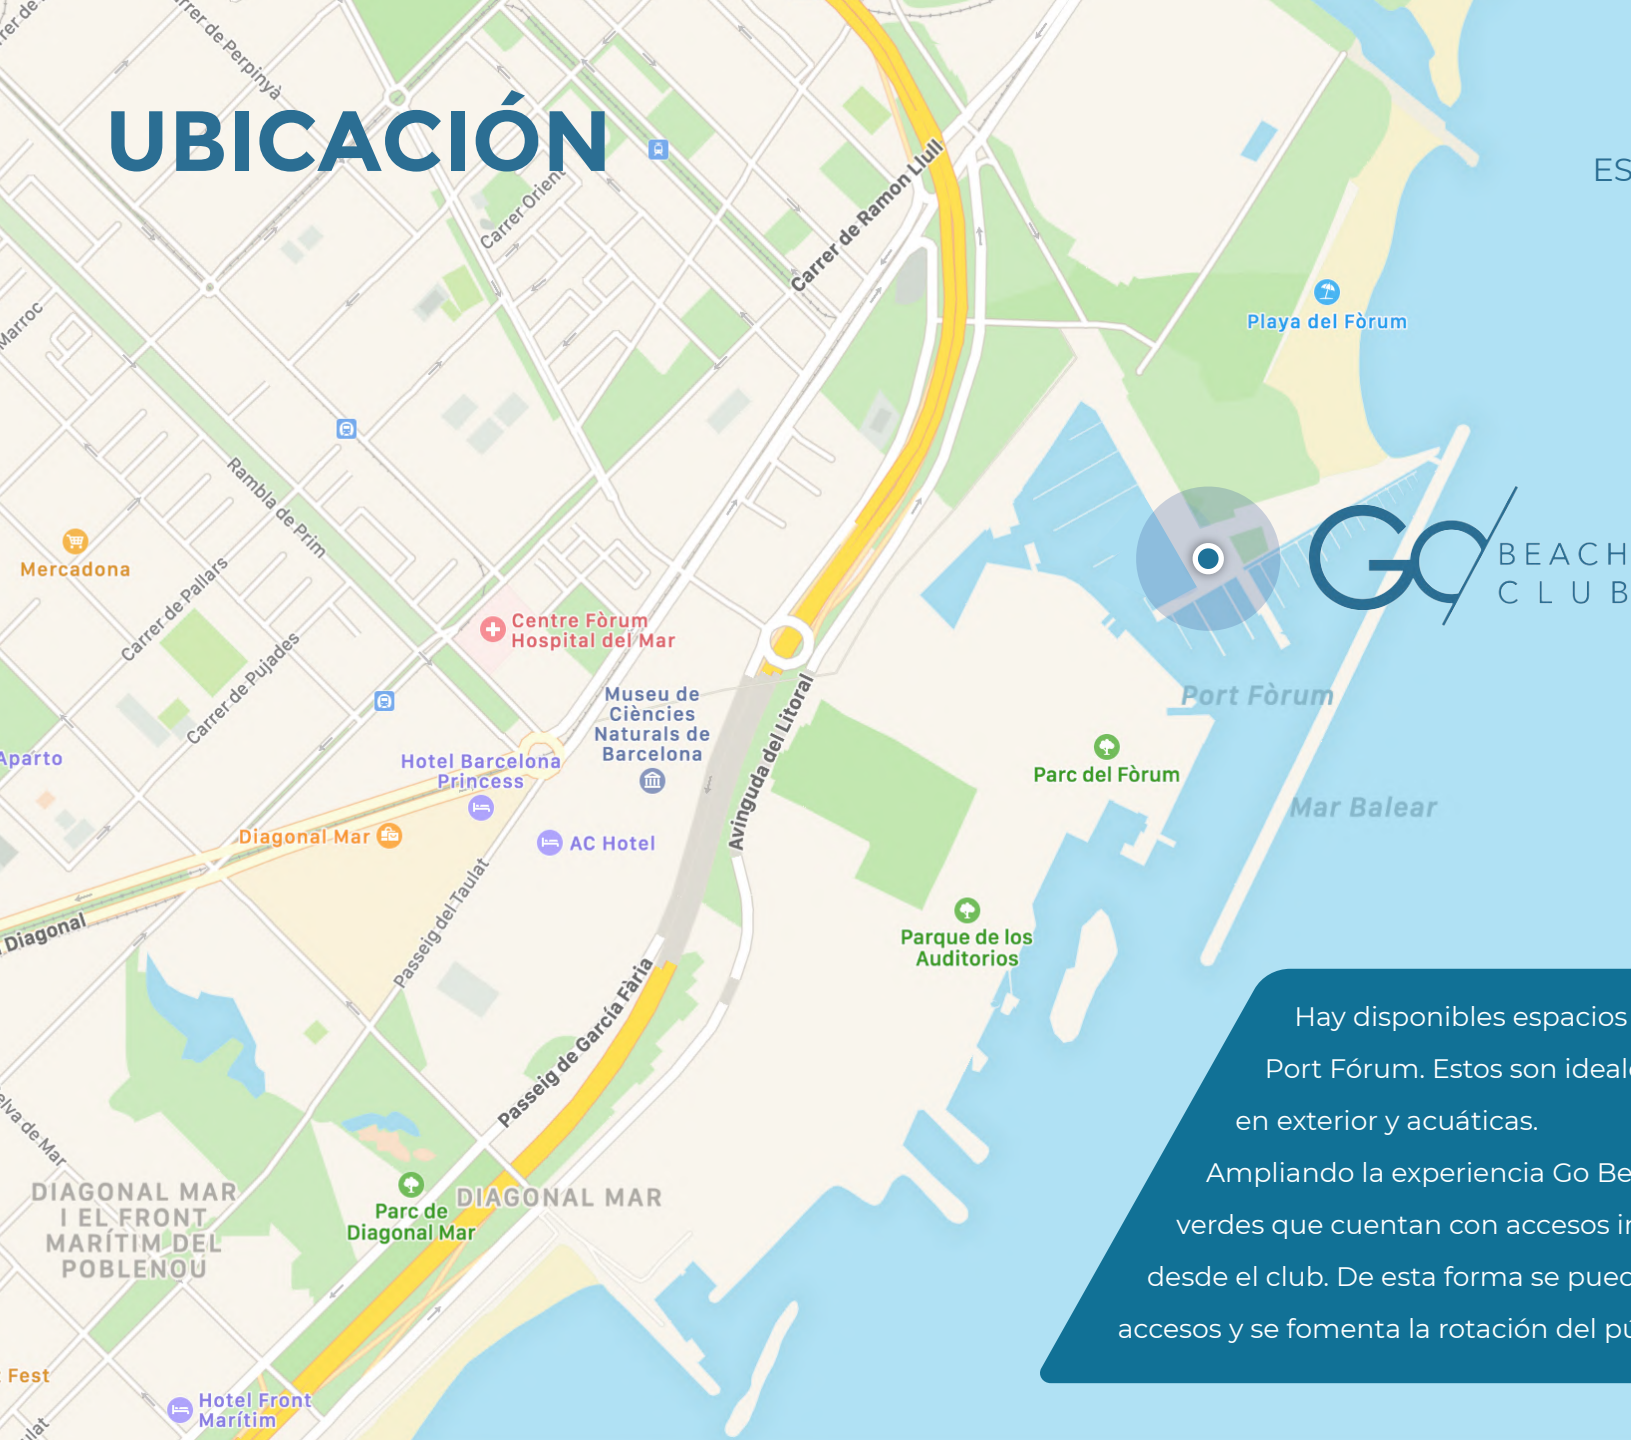 Carrer de Perpinyà
UBICACIÓN
ES
Carrer Orient
Carrer de Ramon Llull
Marroc
Playa del Fòrum
Rambla de Prim
Mercadona
GO/ BEACH
CLUB
Carrer de Pallars
Centre Fòrum
Hospital del Mar
Carrer de Pujades
Museu de
Ciències
Naturals de
Barcelona
Port Fòrum
Avinguda del Litoral
Aparto
Hotel Barcelona
Princess
Parc del Fòrum
Mar Balear
Diagonal Mar
AC Hotel
Diagonal
Passeig del Taulat
Parque de los
Auditorios
Passeig de García Fària
Hay disponibles espacios
Port Fórum. Estos son ideal
en exterior y acuáticas.
Ampliando la experiencia Go Be
verdes que cuentan con accesos i
desde el club. De esta forma se pue
accesos y se fomenta la rotación del pú
elva de Mar
DIAGONAL MAR
I EL FRONT
MARÍTIM DEL
POBLENOU
Parc de
Diagonal Mar
DIAGONAL MAR
Fest
Hotel Front
Marítim